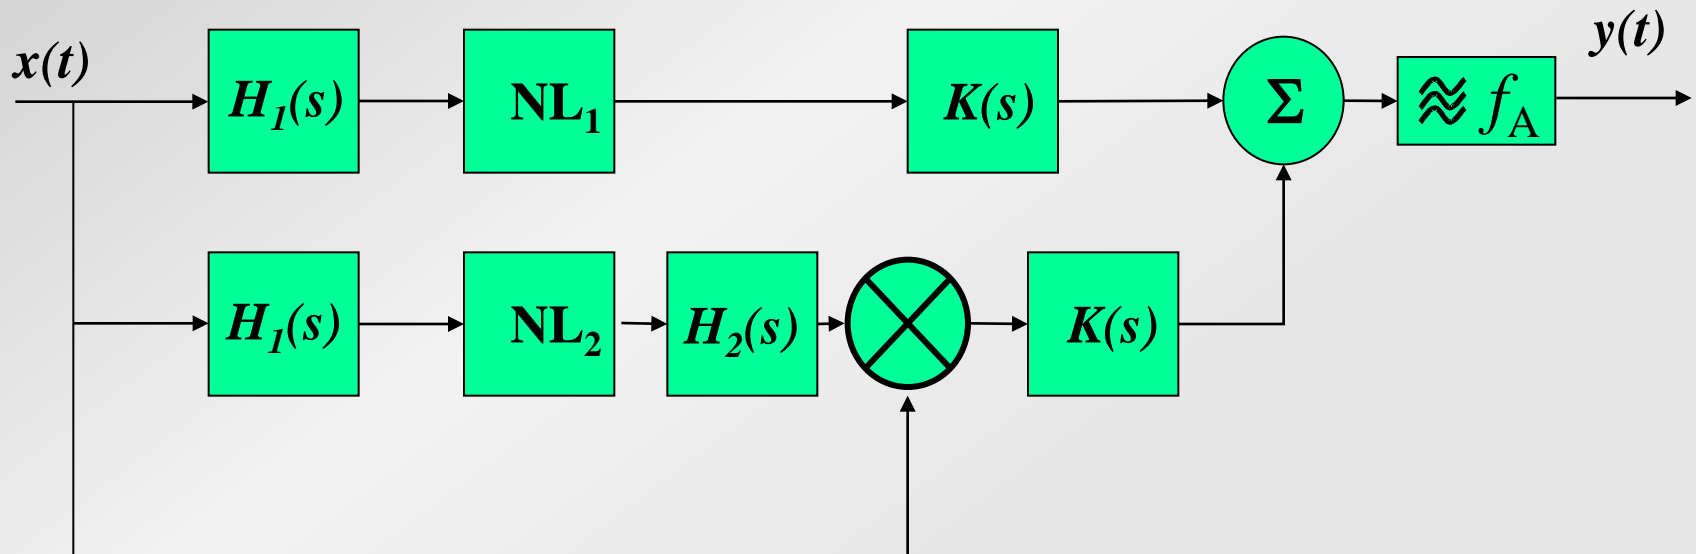 x(t)
H1(s)
NL1
K(s)
Σ
fA
y(t)
H1(s)
NL2
H2(s)
K(s)